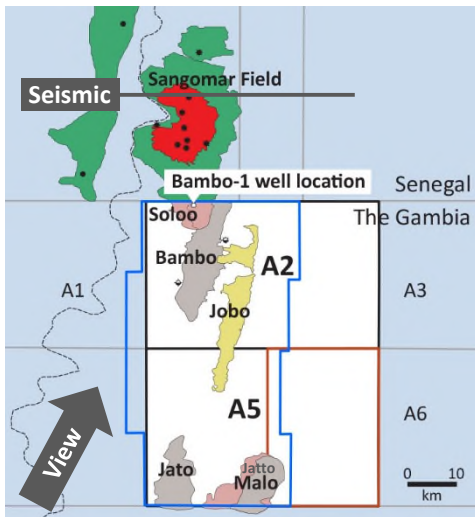 Sangomar Field
Seismic
Bambo-1 well location
Senegal
Soloo
The Gambia
Bambo
A2
A1
A3
Jobo
A5
A6
View
Jato
Jatto
Malo
0 10
km